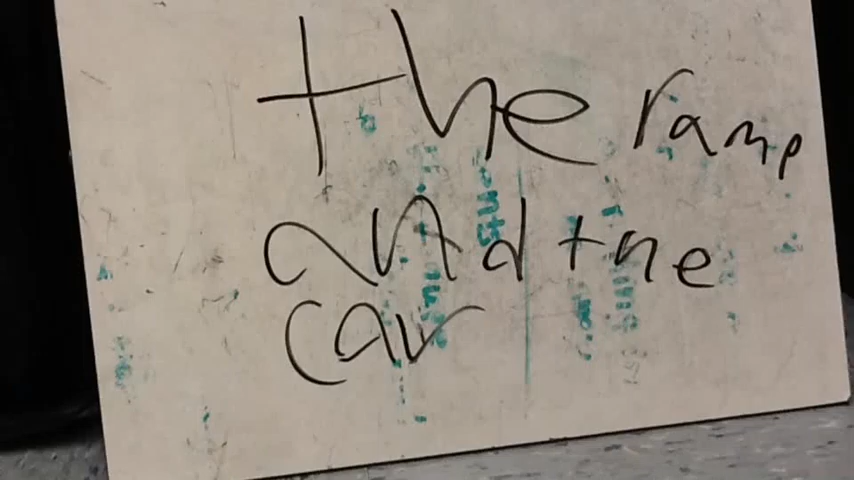 the ramp
and the
car